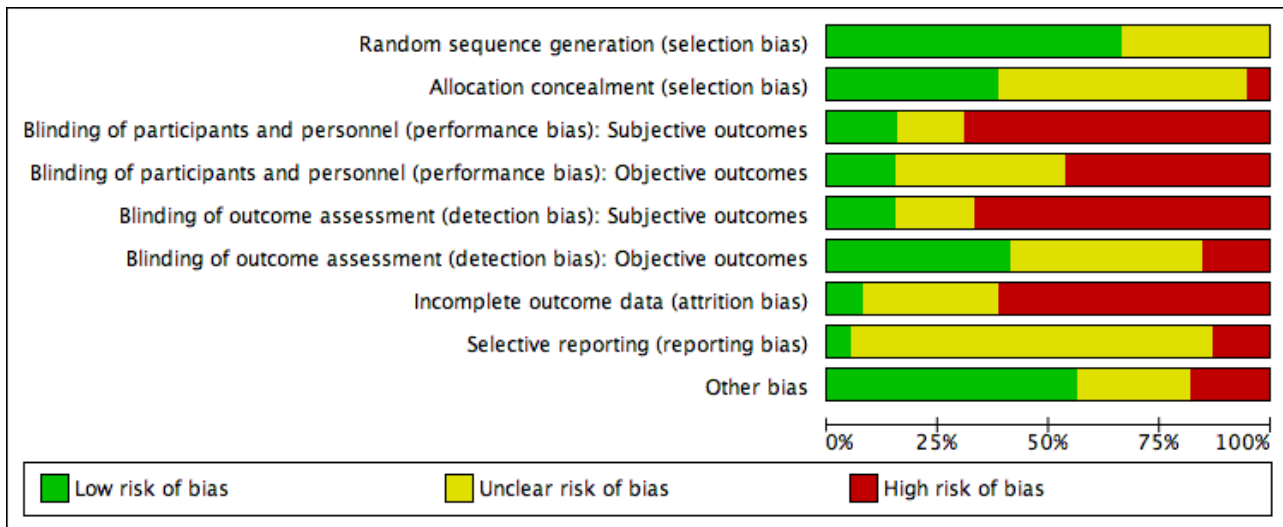 Random sequence generation (selection bias)
Allocation concealment (selection bias)
Blinding of participants and personnel (performance bias): Subjective outcomes
Blinding of participants and personnel (performance bias): Objective outcomes
Blinding of outcome assessment (detection bias): Subjective outcomes
Blinding of outcome assessment (detection bias): Objective outcomes
Incomplete outcome data (attrition bias)
Selective reporting (reporting bias)
Other bias
0% 25% 50% 75% 100%
Low risk of bias Unclear risk of bias High risk of bias